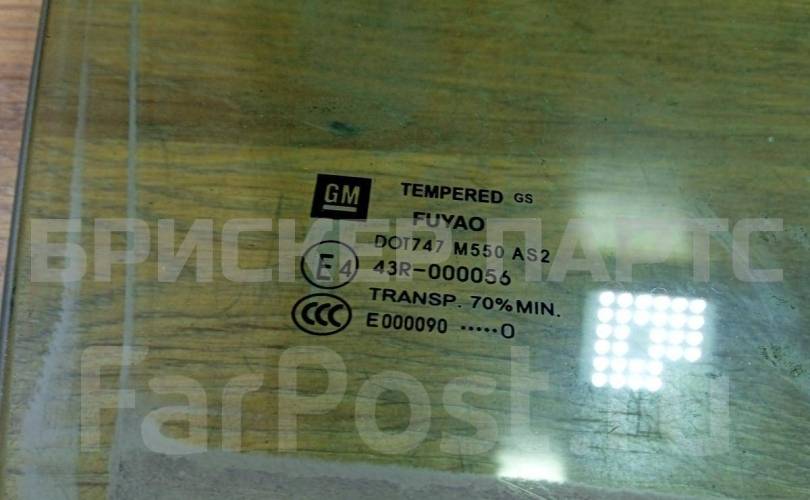 GM TEMPERED GS
FUYAO
DOT747 M550 AS2
E4 43R-000056
TRANSP. 70% MIN.
CCC E000090 ·····0
БРИСКЕР ПАРТС
FarPost.ru